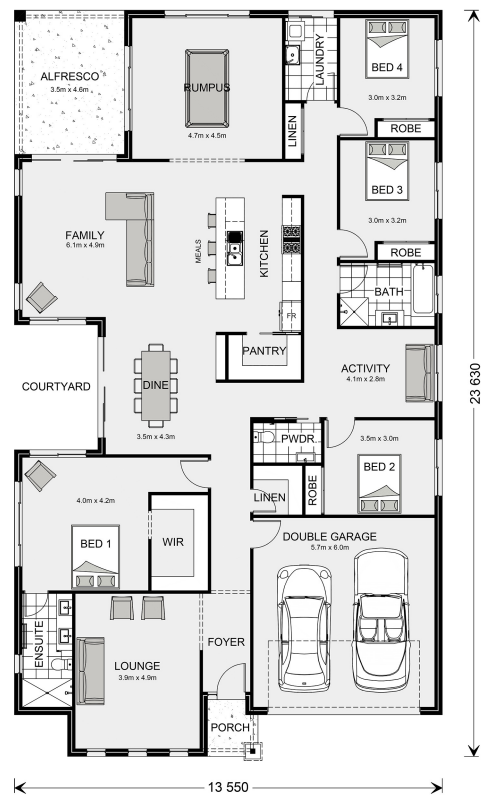 ALFRESCO
3.5m x 4.6m
RUMPUS
4.7m x 4.5m
LAUNDRY
LINEN
BED 4
3.0m x 3.2m
ROBE
BED 3
3.0m x 3.2m
ROBE
FAMILY
6.1m x 4.9m
MEALS
KITCHEN
FR
PANTRY
BATH
ACTIVITY
4.1m x 2.8m
COURTYARD
DINE
3.5m x 4.3m
PWDR.
3.5m x 3.0m
BED 2
LINEN
ROBE
4.0m x 4.2m
BED 1
WIR
DOUBLE GARAGE
5.7m x 6.0m
ENSUITE
LOUNGE
3.9m x 4.9m
FOYER
PORCH
23 630
13 550